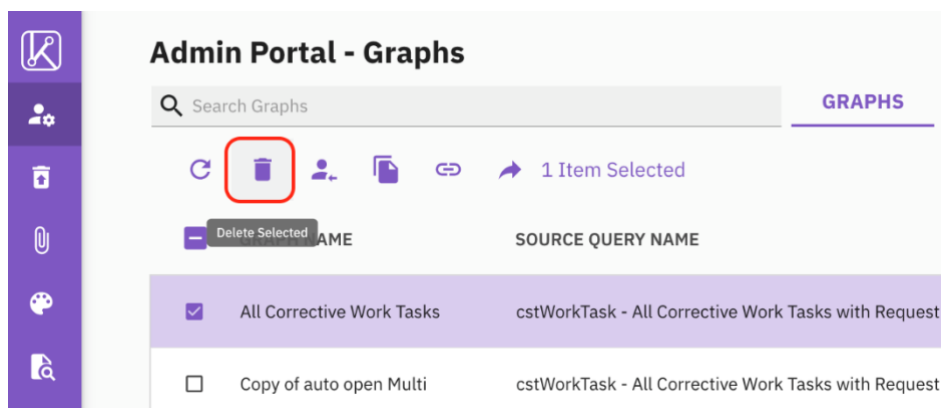 Admin Portal - Graphs
Search Graphs
GRAPHS
1 Item Selected
Delete Selected
NAME
SOURCE QUERY NAME
All Corrective Work Tasks
cstWorkTask - All Corrective Work Tasks with Request
Copy of auto open Multi
cstWorkTask - All Corrective Work Tasks with Request